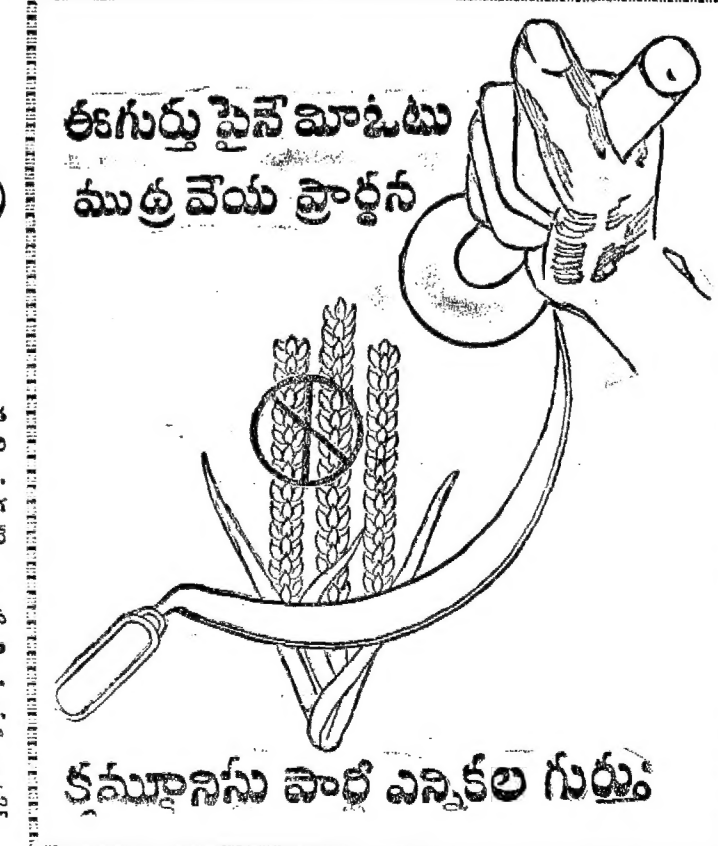 ఈగుర్తు పైనే మీఓటు
ముద్ర వేయ ప్రార్థన
కమ్యూనిస్టు పార్టీ ఎన్నికల గుర్తు